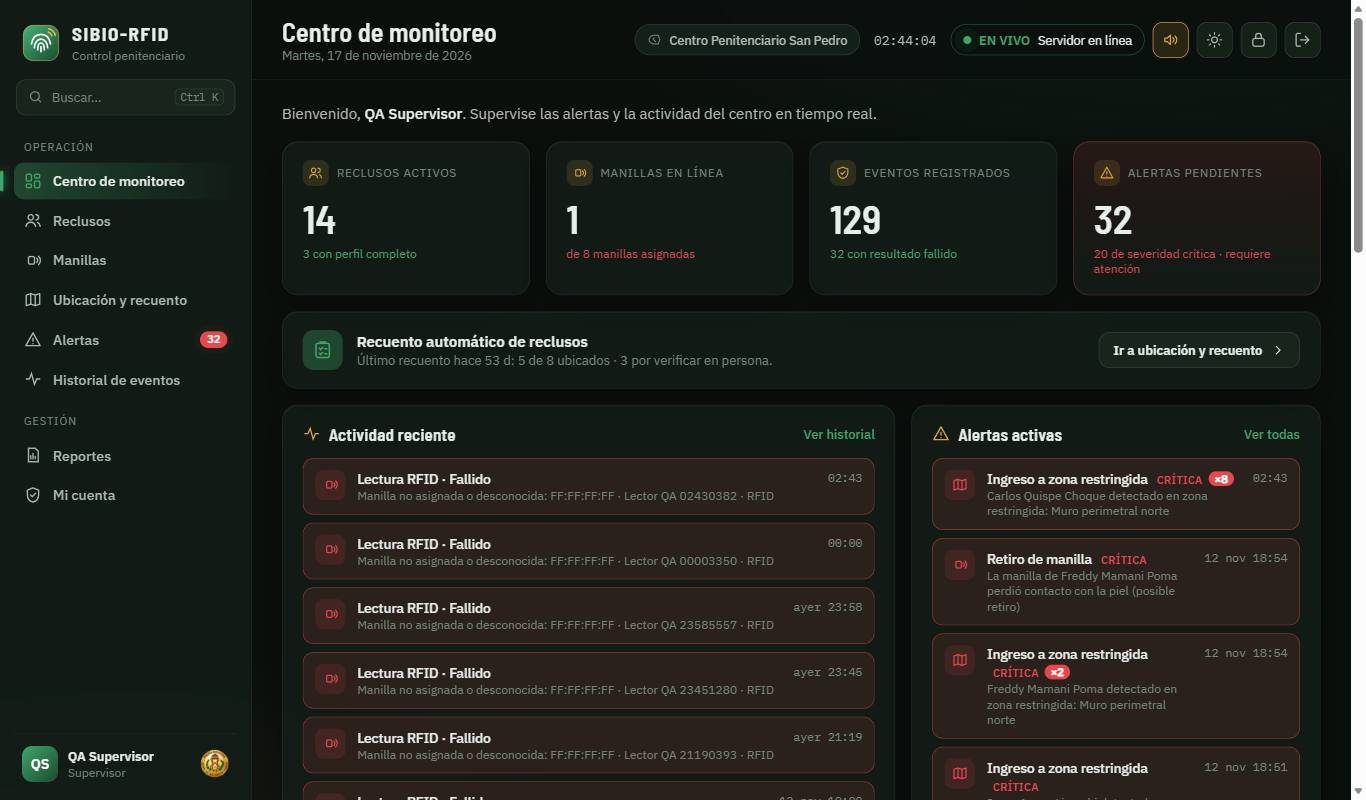 SIBIO-RFID
Control penitenciario
Buscar...
Ctrl K
OPERACIÓN
Centro de monitoreo
Reclusos
Manillas
Ubicación y recuento
Alertas
32
Historial de eventos
GESTIÓN
Reportes
Mi cuenta
QS
QA Supervisor
Supervisor
Centro de monitoreo
Martes, 17 de noviembre de 2026
Centro Penitenciario San Pedro
02:44:04
EN VIVO Servidor en línea
Bienvenido, QA Supervisor. Supervise las alertas y la actividad del centro en tiempo real.
RECLUSOS ACTIVOS
14
3 con perfil completo
MANILLAS EN LÍNEA
1
de 8 manillas asignadas
EVENTOS REGISTRADOS
129
32 con resultado fallido
ALERTAS PENDIENTES
32
20 de severidad crítica · requiere
atención
Recuento automático de reclusos
Último recuento hace 53 d: 5 de 8 ubicados · 3 por verificar en persona.
Ir a ubicación y recuento
Actividad reciente
Ver historial
Lectura RFID · Fallido
02:43
Manilla no asignada o desconocida: FF:FF:FF:FF · Lector QA 02430382 · RFID
Lectura RFID · Fallido
00:00
Manilla no asignada o desconocida: FF:FF:FF:FF · Lector QA 00003350 · RFID
Lectura RFID · Fallido
ayer 23:58
Manilla no asignada o desconocida: FF:FF:FF:FF · Lector QA 23585557 · RFID
Lectura RFID · Fallido
ayer 23:45
Manilla no asignada o desconocida: FF:FF:FF:FF · Lector QA 23451280 · RFID
Lectura RFID · Fallido
ayer 21:19
Manilla no asignada o desconocida: FF:FF:FF:FF · Lector QA 21190393 · RFID
Alertas activas
Ver todas
Ingreso a zona restringida CRÍTICA ×8
02:43
Carlos Quispe Choque detectado en zona
restringida: Muro perimetral norte
Retiro de manilla CRÍTICA
12 nov 18:54
La manilla de Freddy Mamani Poma
perdió contacto con la piel (posible
retiro)
Ingreso a zona restringida
12 nov 18:54
CRÍTICA ×2
Freddy Mamani Poma detectado en
zona restringida: Muro perimetral
norte
Ingreso a zona restringida
12 nov 18:51
CRÍTICA